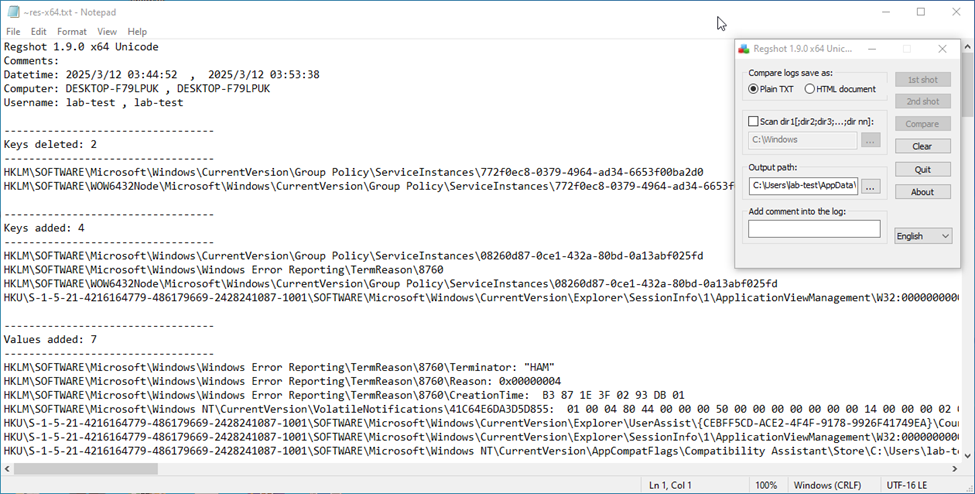 ~res-x64.txt - Notepad
File Edit Format View Help
Regshot 1.9.0 x64 Unicode
Comments:
Datetime: 2025/3/12 03:44:52 , 2025/3/12 03:53:38
Computer: DESKTOP-F79LPUK , DESKTOP-F79LPUK
Username: lab-test , lab-test
----------------------------------
Keys deleted: 2
----------------------------------
HKLM\SOFTWARE\Microsoft\Windows\CurrentVersion\Group Policy\ServiceInstances\772f0ec8-0379-4964-ad34-6653f00ba2d0
HKLM\SOFTWARE\WOW6432Node\Microsoft\Windows\CurrentVersion\Group Policy\ServiceInstances\772f0ec8-0379-4964-ad34-6653f
----------------------------------
Keys added: 4
----------------------------------
HKLM\SOFTWARE\Microsoft\Windows\CurrentVersion\Group Policy\ServiceInstances\08260d87-0ce1-432a-80bd-0a13abf025fd
HKLM\SOFTWARE\Microsoft\Windows\Windows Error Reporting\TermReason\8760
HKLM\SOFTWARE\WOW6432Node\Microsoft\Windows\CurrentVersion\Group Policy\ServiceInstances\08260d87-0ce1-432a-80bd-0a13abf025fd
HKU\S-1-5-21-4216164779-486179669-2428241087-1001\SOFTWARE\Microsoft\Windows\CurrentVersion\Explorer\SessionInfo\1\ApplicationViewManagement\W32:0000000000
----------------------------------
Values added: 7
----------------------------------
HKLM\SOFTWARE\Microsoft\Windows\Windows Error Reporting\TermReason\8760\Terminator: "HAM"
HKLM\SOFTWARE\Microsoft\Windows\Windows Error Reporting\TermReason\8760\Reason: 0x00000004
HKLM\SOFTWARE\Microsoft\Windows\Windows Error Reporting\TermReason\8760\CreationTime: B3 87 1E 3F 02 93 DB 01
HKLM\SOFTWARE\Microsoft\Windows NT\CurrentVersion\VolatileNotifications\41C64E6DA3D5D855: 01 00 04 80 44 00 00 00 50 00 00 00 00 00 00 00 14 00 00 00 02
HKU\S-1-5-21-4216164779-486179669-2428241087-1001\SOFTWARE\Microsoft\Windows\CurrentVersion\Explorer\UserAssist\{CEBFF5CD-ACE2-4F4F-9178-9926F41749EA}\Cou
HKU\S-1-5-21-4216164779-486179669-2428241087-1001\SOFTWARE\Microsoft\Windows\CurrentVersion\Explorer\SessionInfo\1\ApplicationViewManagement\W32:0000000000
HKU\S-1-5-21-4216164779-486179669-2428241087-1001\SOFTWARE\Microsoft\Windows NT\CurrentVersion\AppCompatFlags\Compatibility Assistant\Store\C:\Users\lab-t
Ln 1, Col 1 100% Windows (CRLF) UTF-16 LE
Regshot 1.9.0 x64 Unic...
Compare logs save as:
Plain TXT HTML document
Scan dir1[;dir2;dir3;...;dir nn]:
C:\Windows ...
Output path:
C:\Users\lab-test\AppData\ ...
Add comment into the log:
1st shot
2nd shot
Compare
Clear
Quit
About
English